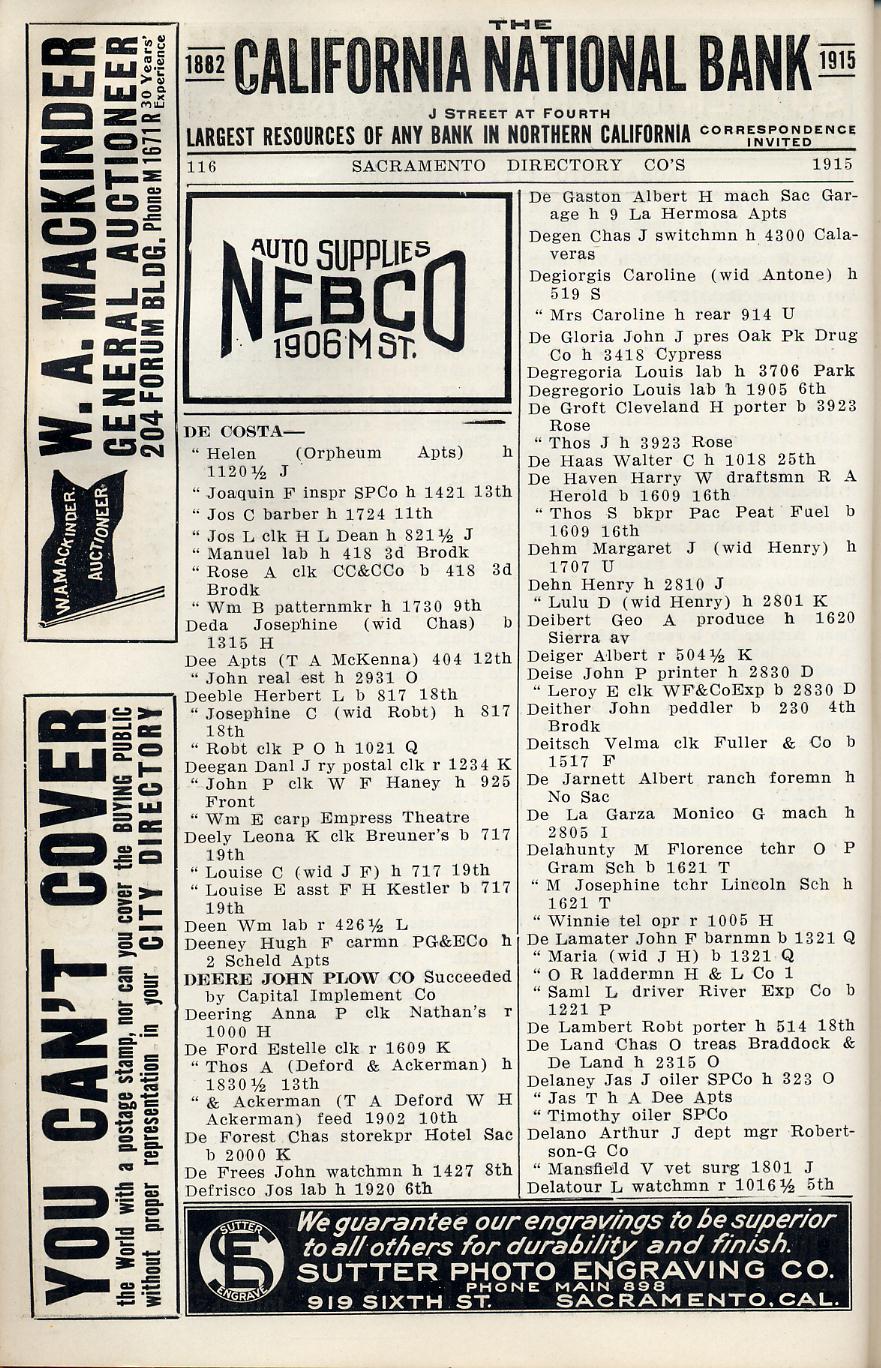 THE
1882 CALIFORNIA NATIONAL BANK 1915
J STREET AT FOURTH
LARGEST RESOURCES OF ANY BANK IN NORTHERN CALIFORNIA CORRESPONDENCE INVITED
116 SACRAMENTO DIRECTORY CO'S 1915
W. A. MACKINDER
GENERAL AUCTIONEER 30 Years' Experience
204 FORUM BLDG. Phone M 1671 R
W.A.MACKINDER.
AUCTIONEER.
YOU CAN'T COVER
the World with a postage stamp, nor can you cover the BUYING PUBLIC
without proper representation in your CITY DIRECTORY
AUTO SUPPLIES
NEBCO
1906 M ST.
DE COSTA—
" Helen (Orpheum Apts) h
1120½ J
" Joaquin F inspr SPCo h 1421 13th
" Jos C barber h 1724 11th
" Jos L clk H L Dean h 821½ J
" Manuel lab h 418 3d Brodk
" Rose A clk CC&CCo b 418 3d
Brodk
" Wm B patternmkr h 1730 9th
Deda Josephine (wid Chas) b
1315 H
Dee Apts (T A McKenna) 404 12th
" John real est h 2931 O
Deeble Herbert L b 817 18th
" Josephine C (wid Robt) h 817
18th
" Robt clk P O h 1021 Q
Deegan Danl J ry postal clk r 1234 K
" John P clk W F Haney h 925
Front
" Wm E carp Empress Theatre
Deely Leona K clk Breuner's b 717
19th
" Louise C (wid J F) h 717 19th
" Louise E asst F H Kestler b 717
19th
Deen Wm lab r 426½ L
Deeney Hugh F carmn PG&ECo h
2 Scheld Apts
DEERE JOHN PLOW CO Succeeded
by Capital Implement Co
Deering Anna P clk Nathan's r
1000 H
De Ford Estelle clk r 1609 K
" Thos A (Deford & Ackerman) h
1830½ 13th
" & Ackerman (T A Deford W H
Ackerman) feed 1902 10th
De Forest Chas storekpr Hotel Sac
b 2000 K
De Frees John watchmn h 1427 8th
Defrisco Jos lab h 1920 6th
De Gaston Albert H mach Sac Gar-
age h 9 La Hermosa Apts
Degen Chas J switchmn h 4300 Cala-
veras
Degiorgis Caroline (wid Antone) h
519 S
" Mrs Caroline h rear 914 U
De Gloria John J pres Oak Pk Drug
Co h 3418 Cypress
Degregoria Louis lab h 3706 Park
Degregorio Louis lab h 1905 6th
De Groft Cleveland H porter b 3923
Rose
" Thos J h 3923 Rose
De Haas Walter C h 1018 25th
De Haven Harry W draftsmn R A
Herold b 1609 16th
" Thos S bkpr Pac Peat Fuel b
1609 16th
Dehm Margaret J (wid Henry) h
1707 U
Dehn Henry h 2810 J
" Lulu D (wid Henry) h 2801 K
Deibert Geo A produce h 1620
Sierra av
Deiger Albert r 504½ K
Deise John P printer h 2830 D
" Leroy E clk WF&CoExp b 2830 D
Deither John peddler b 230 4th
Brodk
Deitsch Velma clk Fuller & Co b
1517 F
De Jarnett Albert ranch foremn h
No Sac
De La Garza Monico G mach h
2805 I
Delahunty M Florence tchr O P
Gram Sch b 1621 T
" M Josephine tchr Lincoln Sch h
1621 T
" Winnie tel opr r 1005 H
De Lamater John F barnmn b 1321 Q
" Maria (wid J H) b 1321 Q
" O R laddermn H & L Co 1
" Saml L driver River Exp Co b
1221 P
De Lambert Robt porter h 514 18th
De Land Chas O treas Braddock &
De Land h 2315 O
Delaney Jas J oiler SPCo h 323 O
" Jas T h A Dee Apts
" Timothy oiler SPCo
Delano Arthur J dept mgr Robert-
son-G Co
" Mansfield V vet surg 1801 J
Delatour L watchmn r 1016½ 5th
SUTTER
SE
ENGRAVE
We guarantee our engravings to be superior
to all others for durability and finish.
SUTTER PHOTO ENGRAVING CO.
PHONE MAIN 898
919 SIXTH ST. SACRAMENTO, CAL.